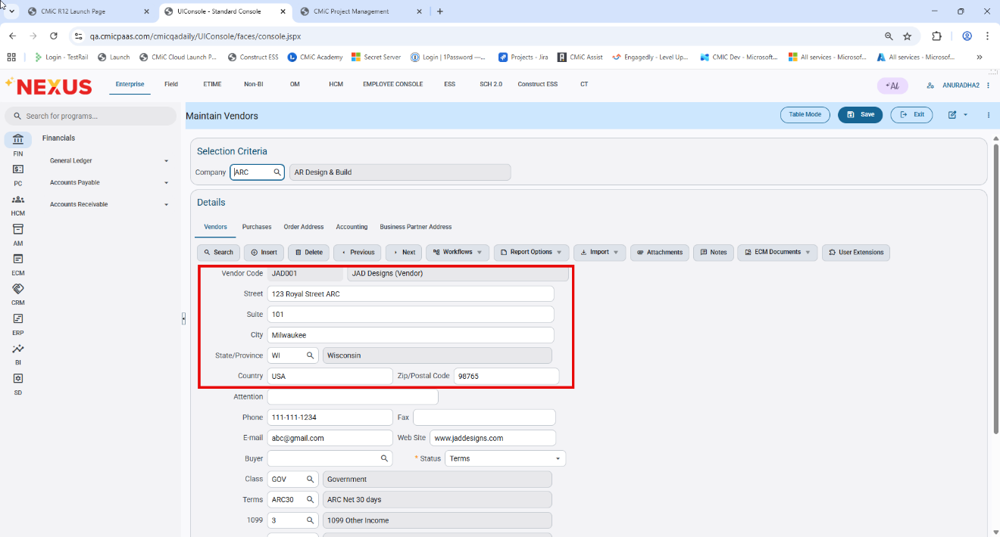 CMiC R12 Launch Page
UIConsole - Standard Console
CMiC Project Management
qa.cmicpaas.com/cmicqadaily/UIConsole/faces/console.jspx
Login - TestRail
Launch
CMiC Cloud Launch P...
Construct ESS
CMiC Academy
Secret Server
Login | 1Password —...
Projects - Jira
CMiC Assist
Engagedly - Level Up...
CMIC Dev - Microsoft...
All services - Microsof...
All services - Microsof...
NEXUS
Enterprise
Field
ETIME
Non-BI
OM
HCM
EMPLOYEE CONSOLE
ESS
SCH 2.0
Construct ESS
CT
AI
ANURADHA2
Search for programs...
FIN
PC
HCM
AM
ECM
CRM
ERP
BI
SD
Financials
General Ledger
Accounts Payable
Accounts Receivable
Maintain Vendors
Table Mode
Save
Exit
Selection Criteria
Company ARC AR Design & Build
Details
Vendors Purchases Order Address Accounting Business Partner Address
Search Insert Delete Previous Next Workflows Report Options Import Attachments Notes ECM Documents User Extensions
Vendor Code JAD001 JAD Designs (Vendor)
Street 123 Royal Street ARC
Suite 101
City Milwaukee
State/Province WI Wisconsin
Country USA Zip/Postal Code 98765
Attention
Phone 111-111-1234 Fax
E-mail abc@gmail.com Web Site www.jaddesigns.com
Buyer * Status Terms
Class GOV Government
Terms ARC30 ARC Net 30 days
1099 3 1099 Other Income